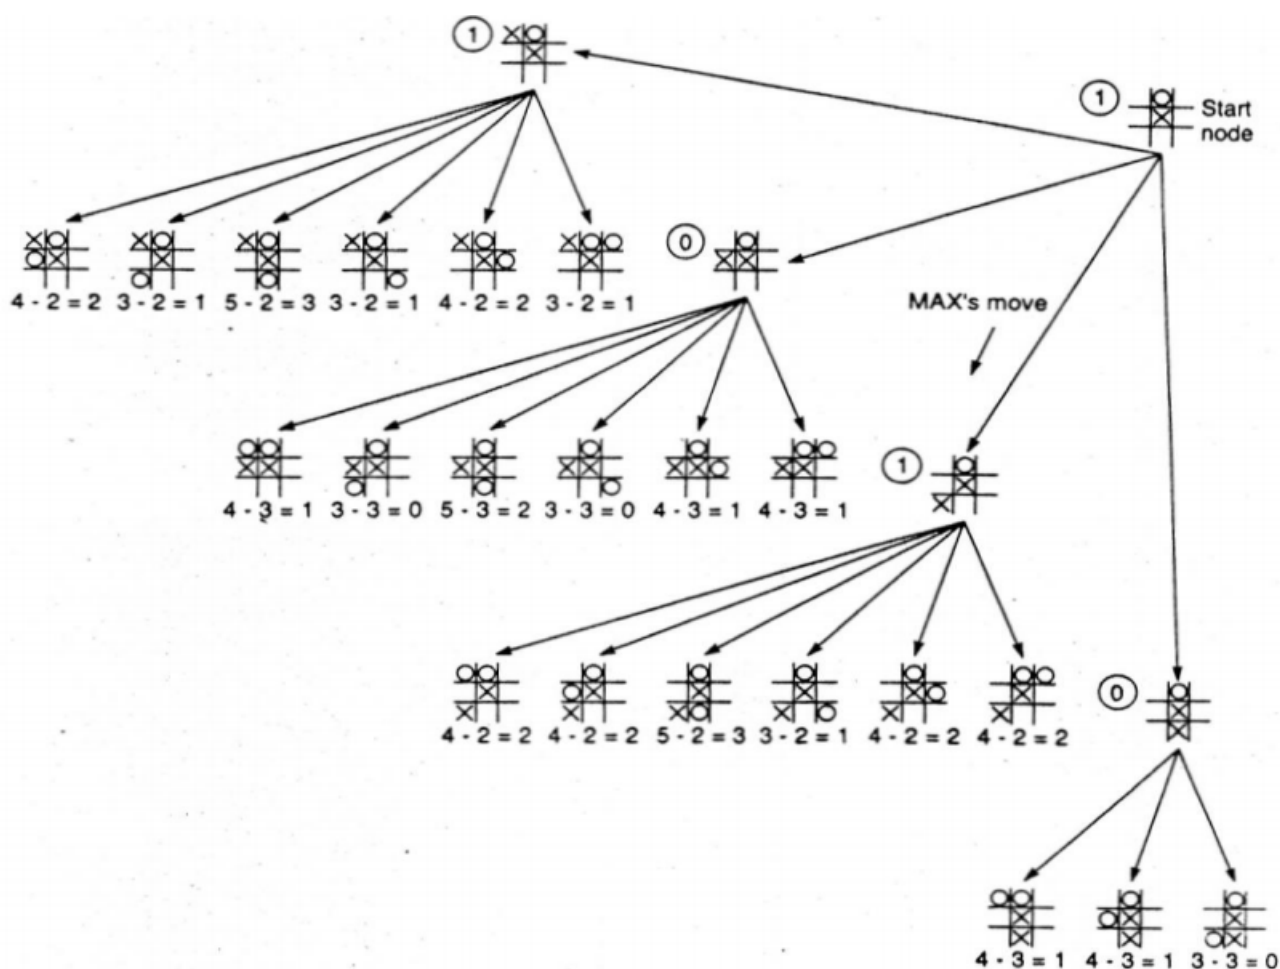 1
1
Start
node
4 - 2 = 2 3 - 2 = 1 5 - 2 = 3 3 - 2 = 1 4 - 2 = 2 3 - 2 = 1
0
MAX's move
4 - 3 = 1 3 - 3 = 0 5 - 3 = 2 3 - 3 = 0 4 - 3 = 1 4 - 3 = 1
1
4 - 2 = 2 4 - 2 = 2 5 - 2 = 3 3 - 2 = 1 4 - 2 = 2 4 - 2 = 2
0
4 - 3 = 1 4 - 3 = 1 3 - 3 = 0